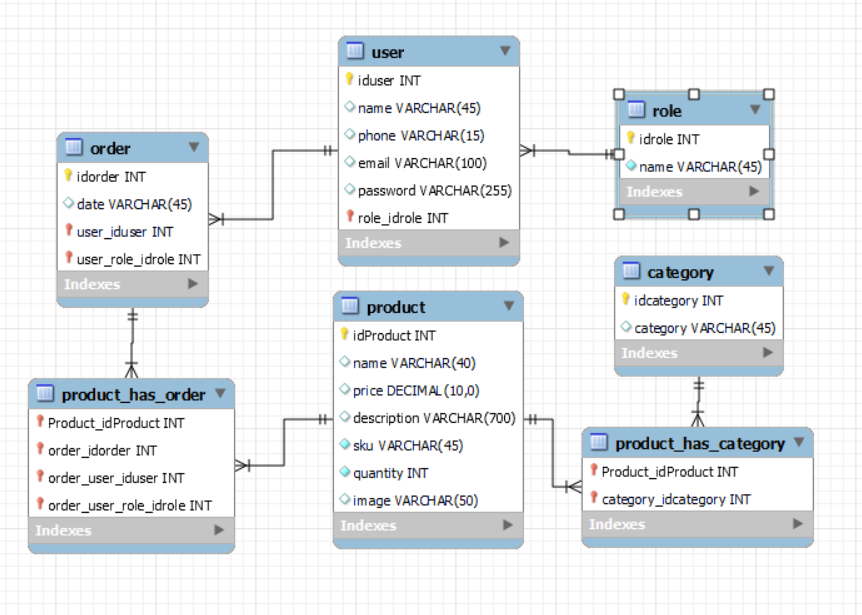 user
iduser INT
name VARCHAR(45)
phone VARCHAR(15)
email VARCHAR(100)
password VARCHAR(255)
role_idrole INT
Indexes
role
idrole INT
name VARCHAR(45)
Indexes
order
idorder INT
date VARCHAR(45)
user_iduser INT
user_role_idrole INT
Indexes
category
idcategory INT
category VARCHAR(45)
Indexes
product
idProduct INT
name VARCHAR(40)
price DECIMAL(10,0)
description VARCHAR(700)
sku VARCHAR(45)
quantity INT
image VARCHAR(50)
Indexes
product_has_order
Product_idProduct INT
order_idorder INT
order_user_iduser INT
order_user_role_idrole INT
Indexes
product_has_category
Product_idProduct INT
category_idcategory INT
Indexes